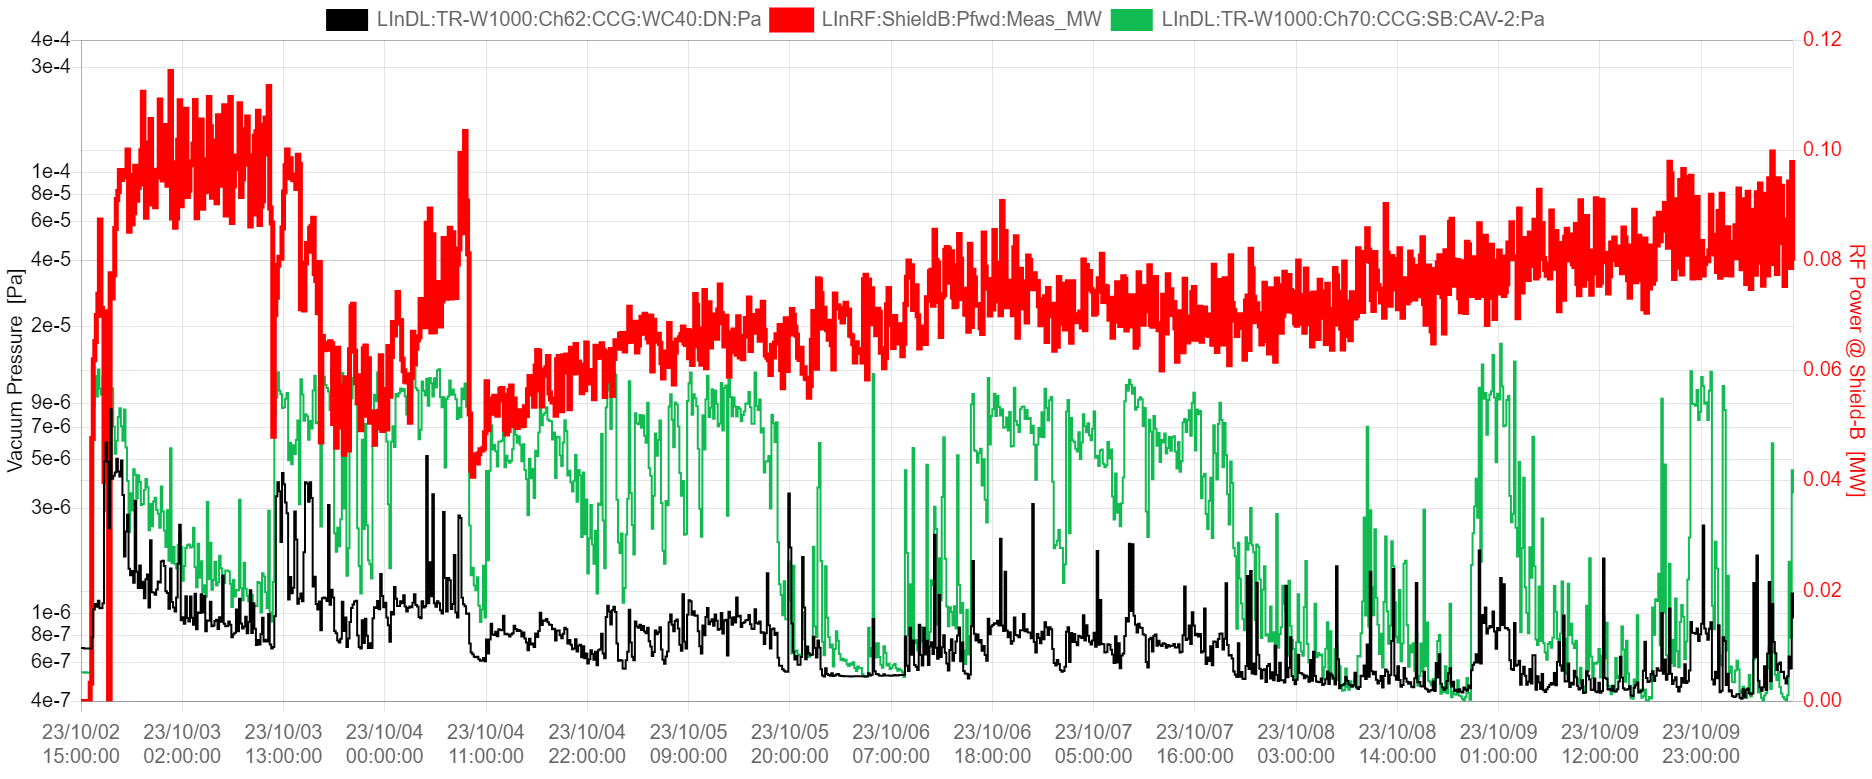 LInDL:TR-W1000:Ch62:CCG:WC40:DN:Pa LInRF:ShieldB:Pfwd:Meas_MW LInDL:TR-W1000:Ch70:CCG:SB:CAV-2:Pa
4e-4
3e-4
1e-4
8e-5
6e-5
4e-5
2e-5
9e-6
7e-6
5e-6
3e-6
1e-6
8e-7
6e-7
4e-7
Vacuum Pressure [Pa]
0.12
0.10
0.08
0.06
0.04
0.02
0.00
RF Power @ Shield-B [MW]
23/10/02 23/10/03 23/10/03 23/10/04 23/10/04 23/10/04 23/10/05 23/10/05 23/10/06 23/10/06 23/10/07 23/10/07 23/10/08 23/10/08 23/10/09 23/10/09 23/10/09
15:00:00 02:00:00 13:00:00 00:00:00 11:00:00 22:00:00 09:00:00 20:00:00 07:00:00 18:00:00 05:00:00 16:00:00 03:00:00 14:00:00 01:00:00 12:00:00 23:00:00